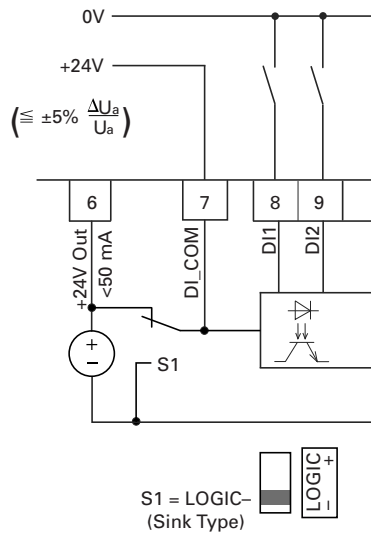 0V
+24V
(≦ ±5% ΔUa/Ua)
6
7
8
9
+24V Out
<50 mA
DI_COM
DI1
DI2
+
–
S1
S1 = LOGIC–
(Sink Type)
LOGIC
– +